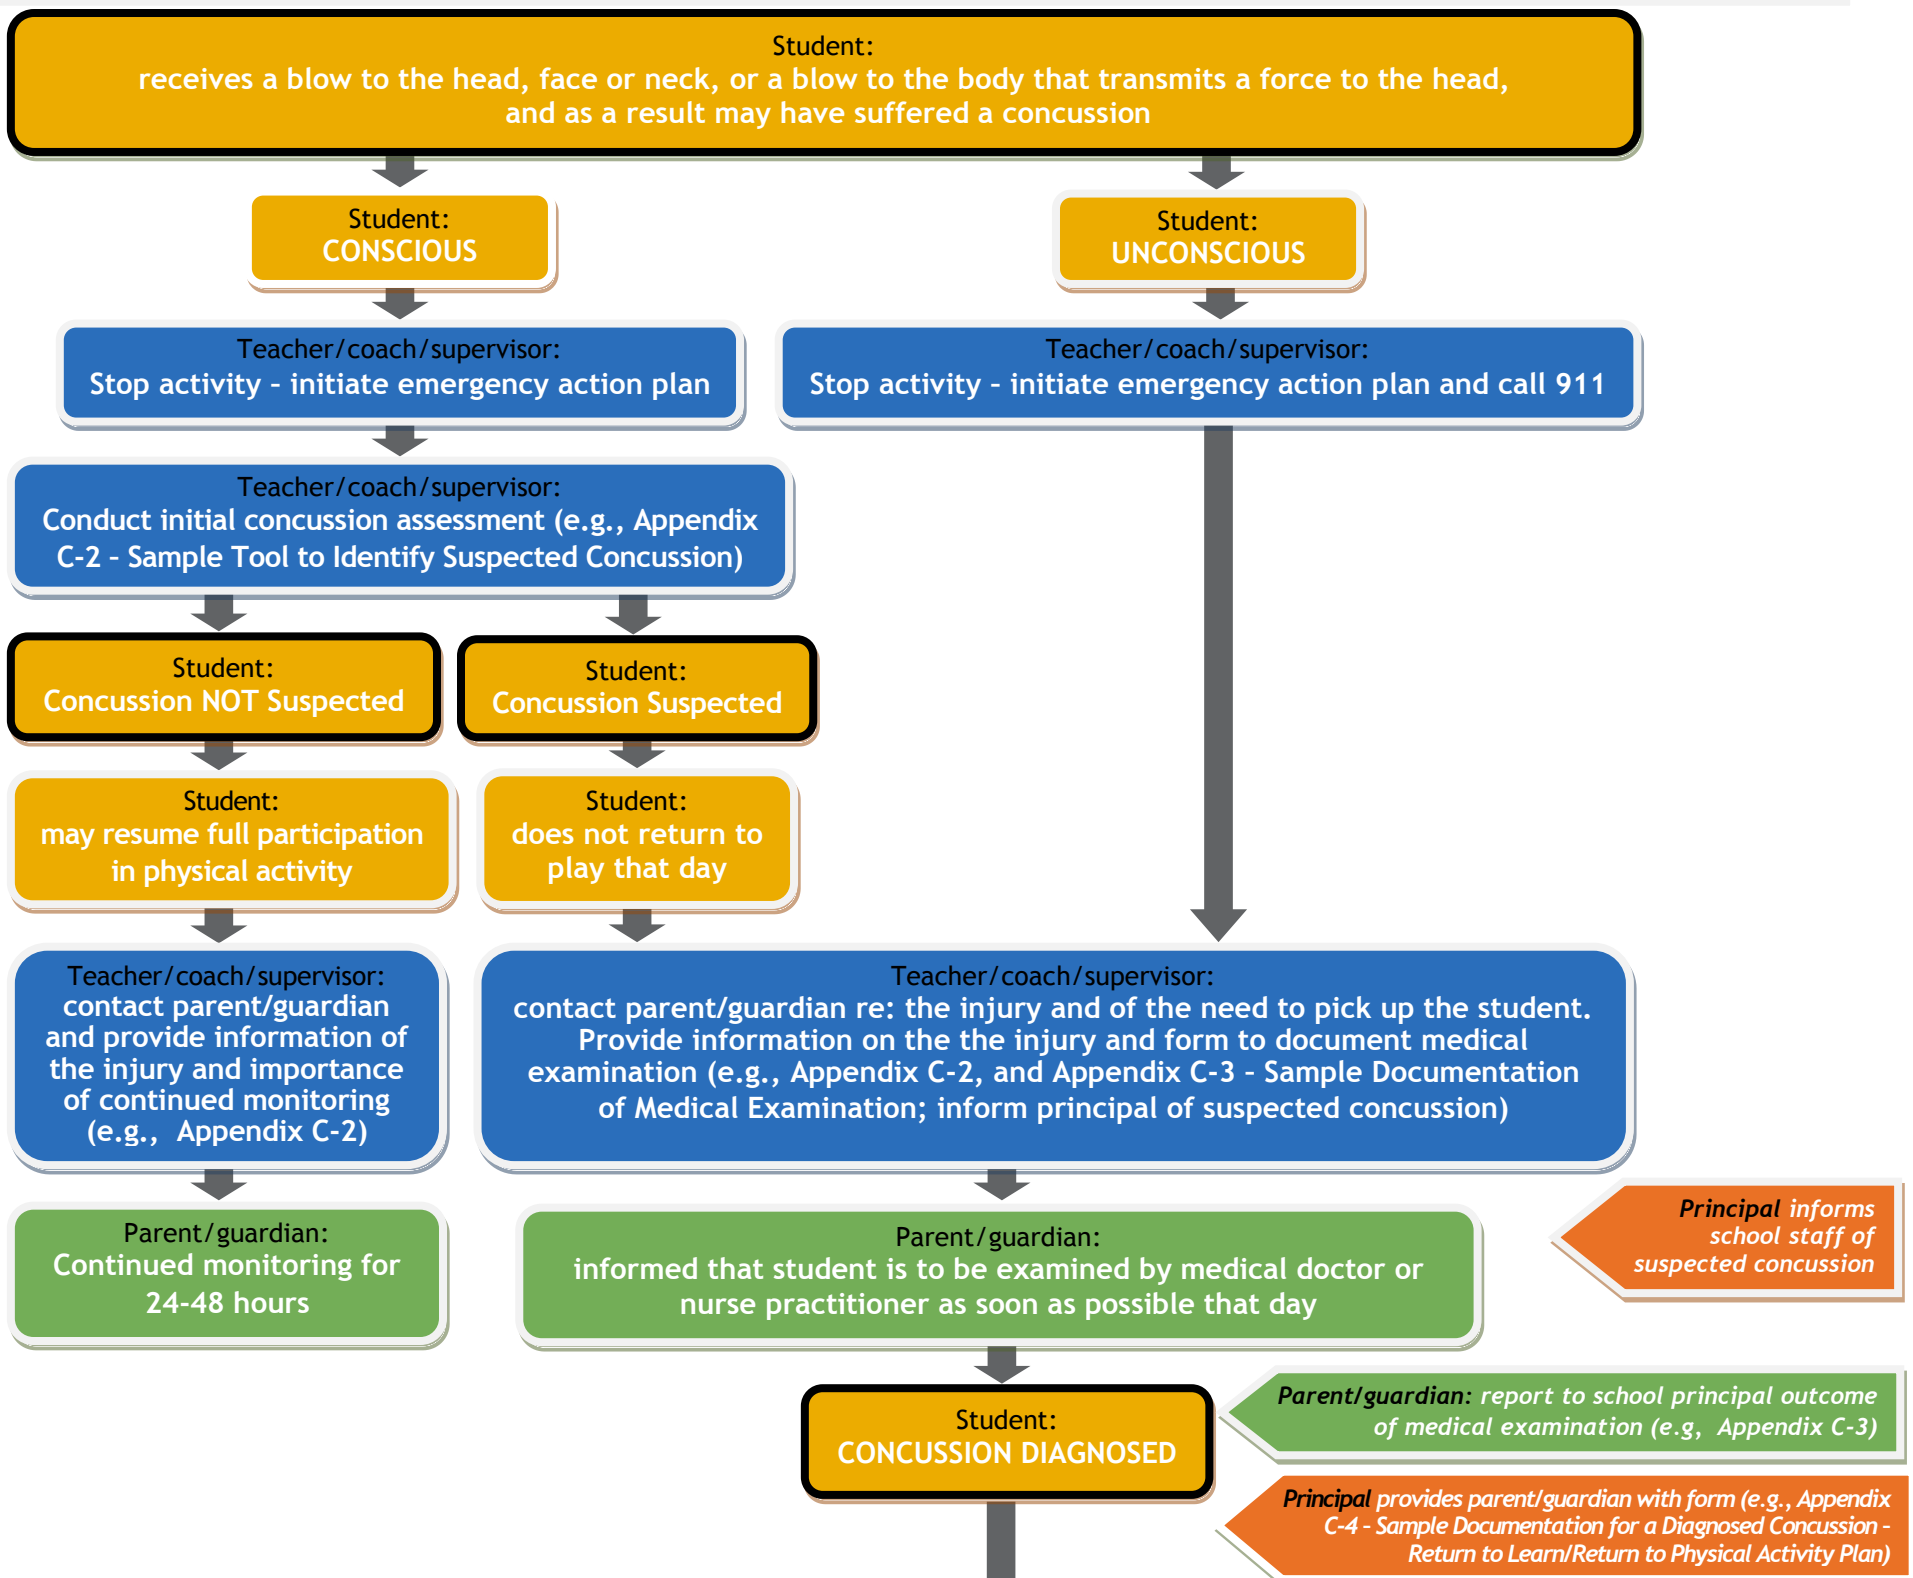 Student:
receives a blow to the head, face or neck, or a blow to the body that transmits a force to the head,
and as a result may have suffered a concussion
Student:
CONSCIOUS
Student:
UNCONSCIOUS
Teacher/coach/supervisor:
Stop activity - initiate emergency action plan
Teacher/coach/supervisor:
Stop activity - initiate emergency action plan and call 911
Teacher/coach/supervisor:
Conduct initial concussion assessment (e.g., Appendix
C-2 - Sample Tool to Identify Suspected Concussion)
Student:
Concussion NOT Suspected
Student:
Concussion Suspected
Student:
may resume full participation
in physical activity
Student:
does not return to
play that day
Teacher/coach/supervisor:
contact parent/guardian
and provide information of
the injury and importance
of continued monitoring
(e.g., Appendix C-2)
Teacher/coach/supervisor:
contact parent/guardian re: the injury and of the need to pick up the student.
Provide information on the the injury and form to document medical
examination (e.g., Appendix C-2, and Appendix C-3 - Sample Documentation
of Medical Examination; inform principal of suspected concussion)
Parent/guardian:
Continued monitoring for
24-48 hours
Parent/guardian:
informed that student is to be examined by medical doctor or
nurse practitioner as soon as possible that day
Principal informs
school staff of
suspected concussion
Student:
CONCUSSION DIAGNOSED
Parent/guardian: report to school principal outcome
of medical examination (e.g, Appendix C-3)
Principal provides parent/guardian with form (e.g., Appendix
C-4 - Sample Documentation for a Diagnosed Concussion -
Return to Learn/Return to Physical Activity Plan)